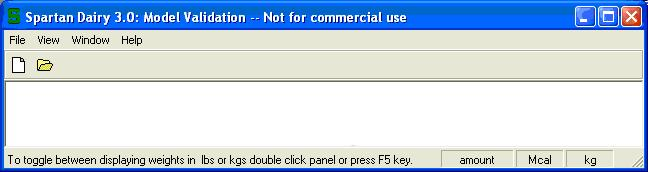 S Spartan Dairy 3.0: Model Validation -- Not for commercial use
File View Window Help
To toggle between displaying weights in lbs or kgs double click panel or press F5 key. amount Mcal kg